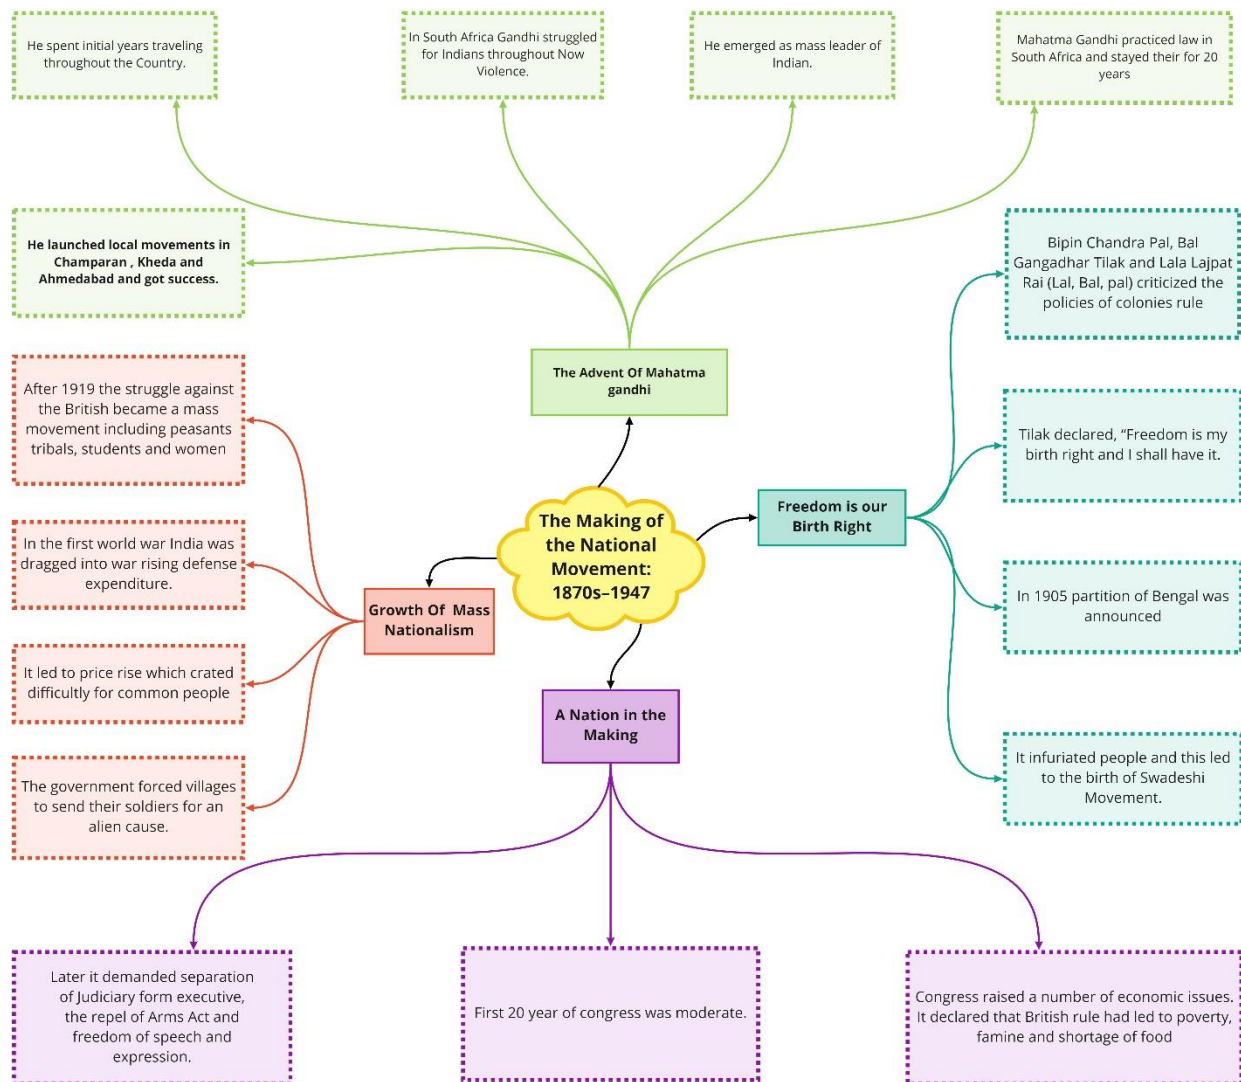 He spent initial years traveling
throughout the Country.
In South Africa Gandhi struggled
for Indians throughout Now
Violence.
He emerged as mass leader of
Indian.
Mahatma Gandhi practiced law in
South Africa and stayed their for 20
years
He launched local movements in
Champaran , Kheda and
Ahmedabad and got success.
Bipin Chandra Pal, Bal
Gangadhar Tilak and Lala Lajpat
Rai (Lal, Bal, pal) criticized the
policies of colonies rule
The Advent Of Mahatma
gandhi
After 1919 the struggle against
the British became a mass
movement including peasants
tribals, students and women
Tilak declared, “Freedom is my
birth right and I shall have it.
Freedom is our
Birth Right
The Making of
the National
Movement:
1870s–1947
In the first world war India was
dragged into war rising defense
expenditure.
Growth Of Mass
Nationalism
In 1905 partition of Bengal was
announced
It led to price rise which crated
difficultly for common people
A Nation in the
Making
It infuriated people and this led
to the birth of Swadeshi
Movement.
The government forced villages
to send their soldiers for an
alien cause.
Later it demanded separation
of Judiciary form executive,
the repel of Arms Act and
freedom of speech and
expression.
First 20 year of congress was moderate.
Congress raised a number of economic issues.
It declared that British rule had led to poverty,
famine and shortage of food